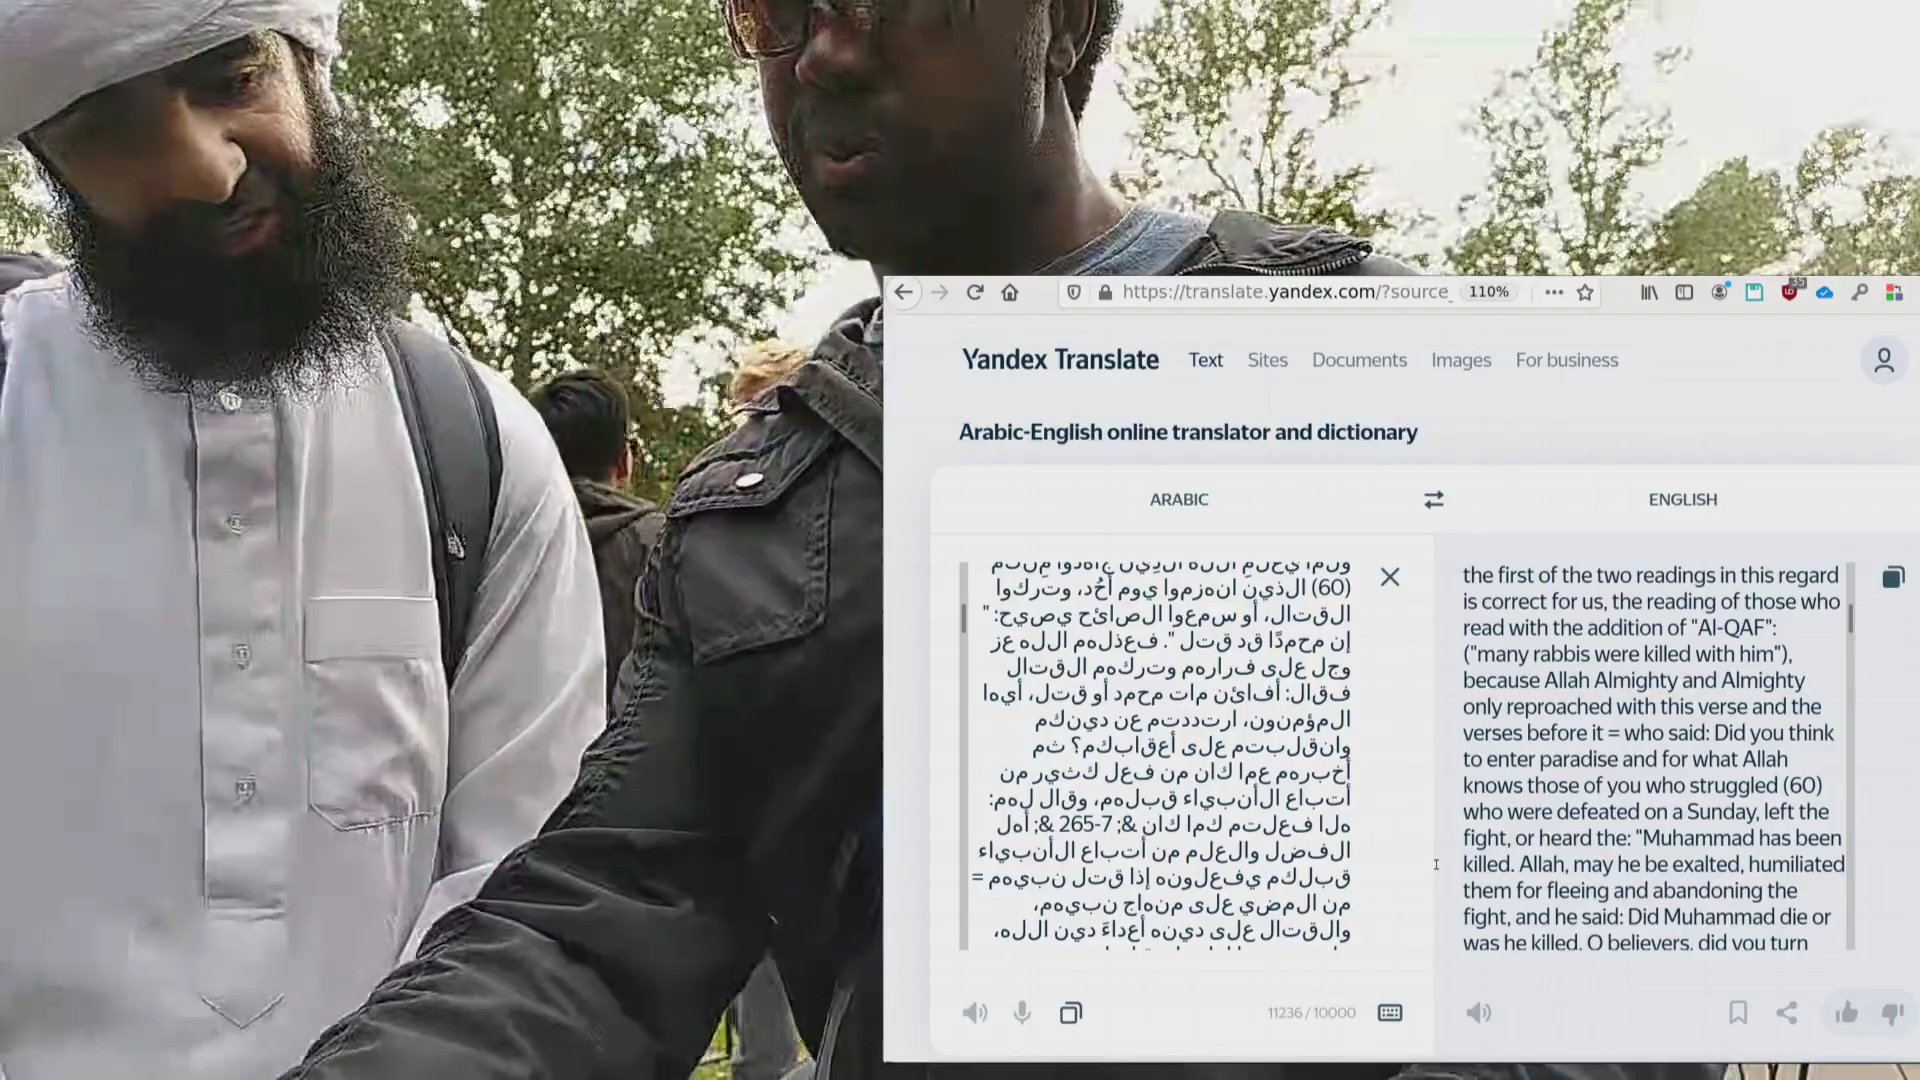 https://translate.yandex.com/?source_
110%
35
Yandex Translate
Text
Sites
Documents
Images
For business
Arabic-English online translator and dictionary
ARABIC
ENGLISH
(60) الذين انهزموا يوم أُحُد، وتركوا
القتال، أو سمعوا الصائح يصيح: "
إن محمدًا قد قتل ". فعذلهم الله عز
وجل على فرارهم وتركهم القتال
فقال: أفائن مات محمد أو قتل، أيها
المؤمنون، ارتددتم عن دينكم
وانقلبتم على أعقابكم؟ ثم
أخبرهم عما كان من فعل كثير من
أتباع الأنبياء قبلهم، وقال لهم:
هلا فعلتم كما كان &; 7-265 &; أهل
الفضل والعلم من أتباع الأنبياء
قبلكم يفعلونه إذا قتل نبيهم =
من المضي على منهاج نبيهم،
والقتال على دينه أعداءَ دين الله،
the first of the two readings in this regard
is correct for us, the reading of those who
read with the addition of "Al-QAF":
("many rabbis were killed with him"),
because Allah Almighty and Almighty
only reproached with this verse and the
verses before it = who said: Did you think
to enter paradise and for what Allah
knows those of you who struggled (60)
who were defeated on a Sunday, left the
fight, or heard the: "Muhammad has been
killed. Allah, may he be exalted, humiliated
them for fleeing and abandoning the
fight, and he said: Did Muhammad die or
was he killed, O believers, did you turn
11236 / 10000